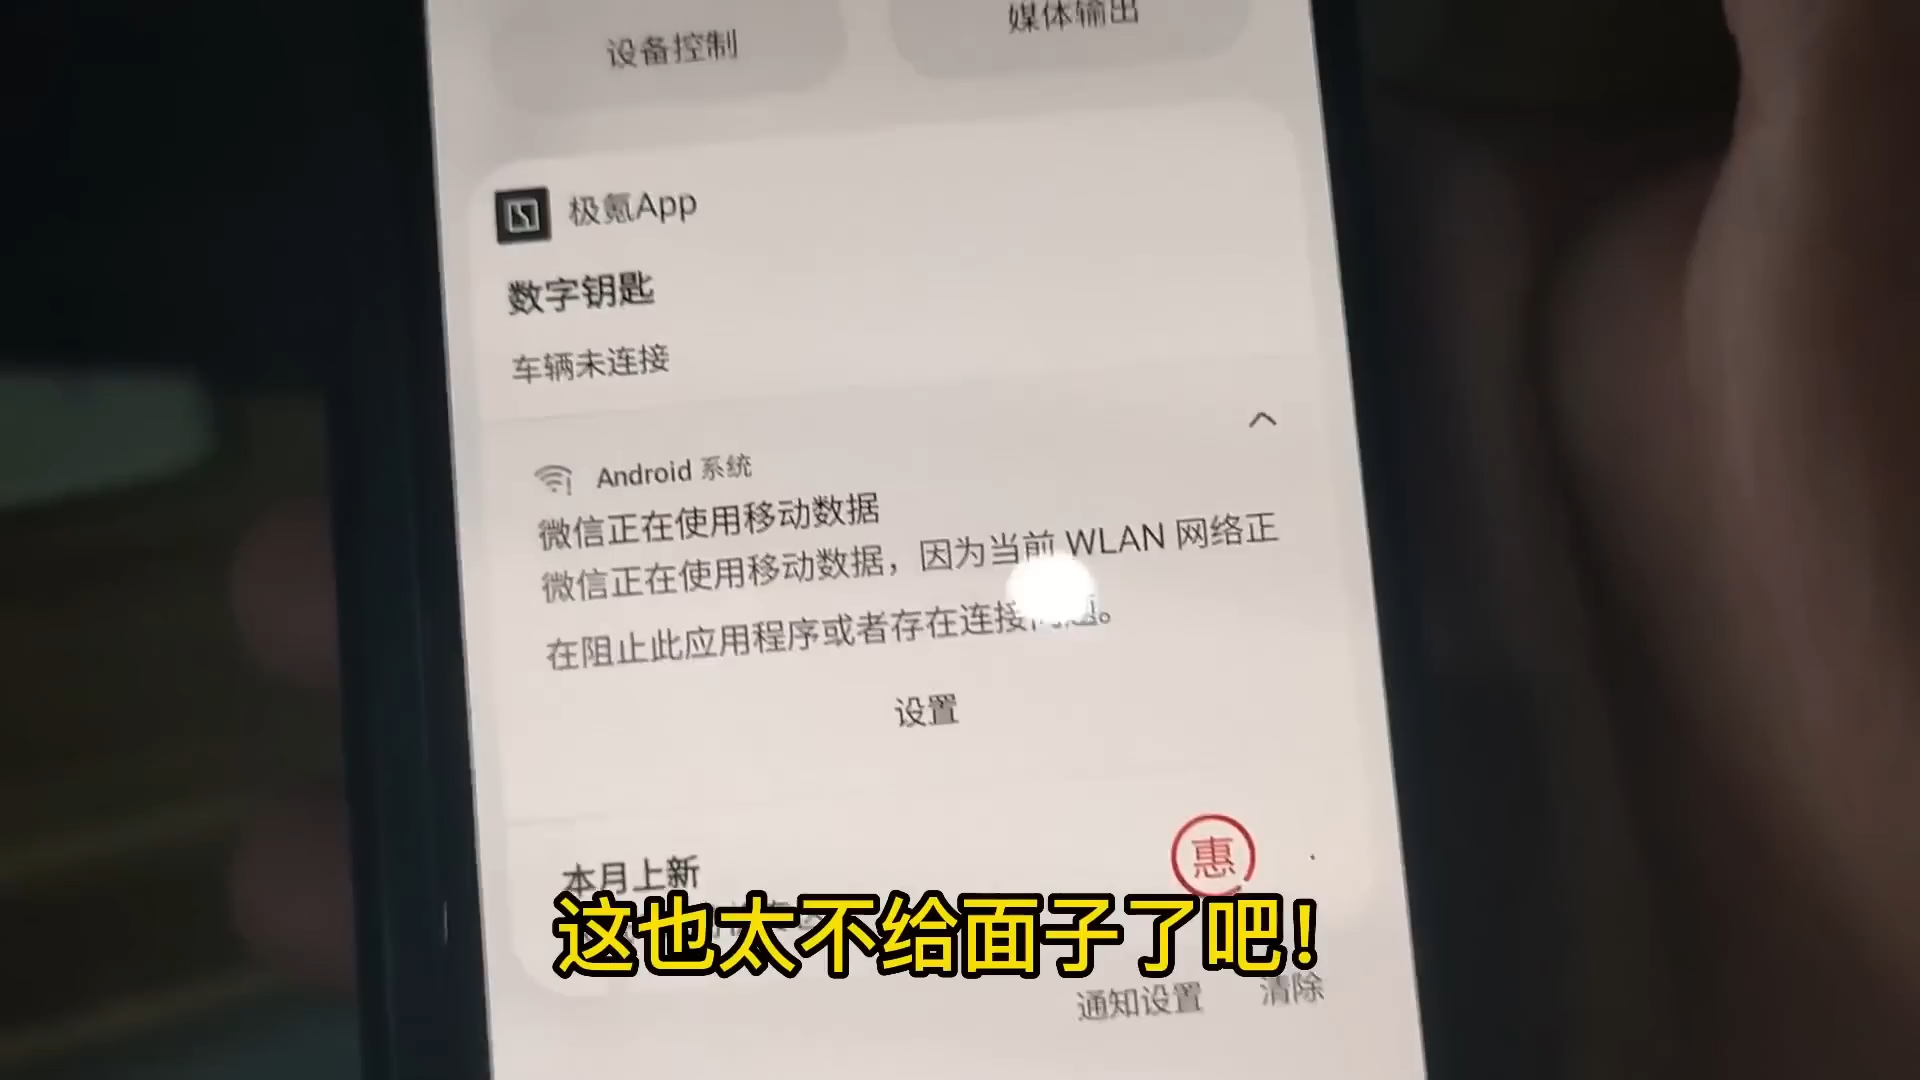 设备控制
媒体输出
极氪App
数字钥匙
车辆未连接
Android 系统
微信正在使用移动数据
微信正在使用移动数据，因为当前 WLAN 网络正
在阻止此应用程序或者存在连接问题。
设置
本月上新
惠
这也太不给面子了吧！
通知设置
清除